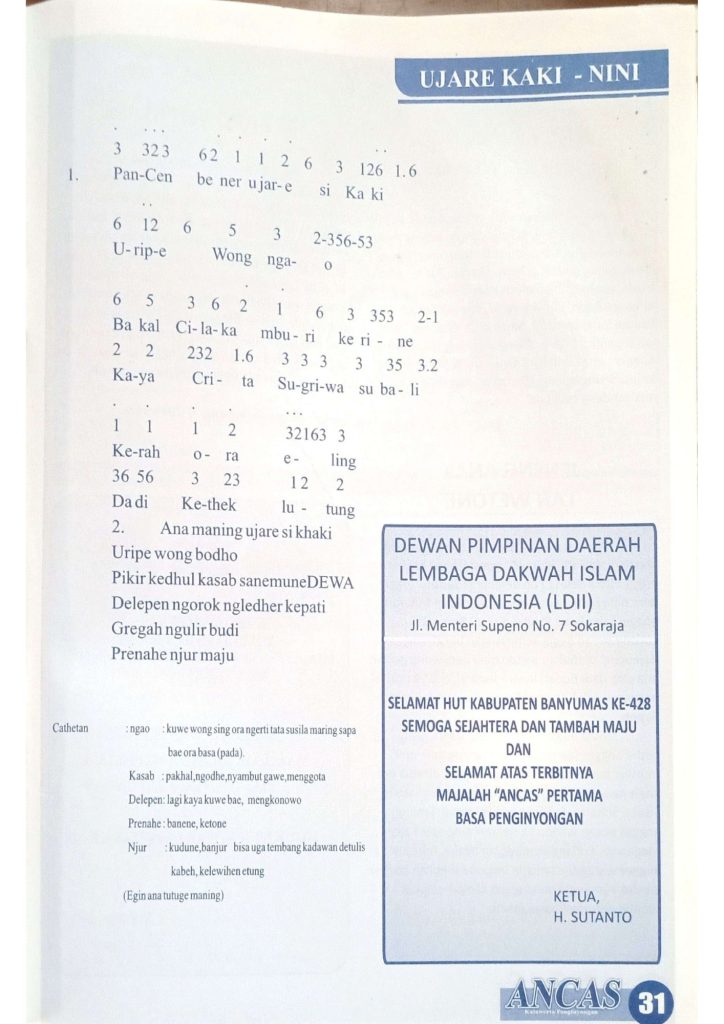 UJARE KAKI - NINI
3 323 62 1 1 2 6 3 126 1.6
1. Pan-Cen be ner ujar-e si Ka ki
6 12 6 5 3 2-356-53
U-rip-e Wong nga- o
6 5 3 6 2 1 6 3 353 2-1
Ba kal Ci-la-ka mbu-ri ke ri - ne
2 2 232 1.6 3 3 3 3 35 3.2
Ka-ya Cri- ta Su-gri-wa su ba-li
1 1 1 2 32163 3
Ke-rah o- ra e- ling
36 56 3 23 12 2
Da di Ke-thek lu - tung
2. Ana maning ujare si khaki
Uripe wong bodho
Pikir kedhul kasab sanemuneDEWA
Delepen ngorok ngledher kepati
Gregah ngulir budi
Prenahe njur maju
Cathetan : ngao : kuwe wong sing ora ngerti tata susila maring sapa
bae ora basa (pada).
Kasab : pakhal,ngodhe,nyambut gawe,menggota
Delepen: lagi kaya kuwe bae, mengkonowo
Prenahe : banene, ketone
Njur : kudune,banjur bisa uga tembang kadawan detulis
kabeh, kelewihen etung
(Egin ana tutuge maning)
DEWAN PIMPINAN DAERAH
LEMBAGA DAKWAH ISLAM
INDONESIA (LDII)
Jl. Menteri Supeno No. 7 Sokaraja
SELAMAT HUT KABUPATEN BANYUMAS KE-428
SEMOGA SEJAHTERA DAN TAMBAH MAJU
DAN
SELAMAT ATAS TERBITNYA
MAJALAH “ANCAS” PERTAMA
BASA PENGINYONGAN
KETUA,
H. SUTANTO
ANCAS
Kalawarta Panginyongan
31